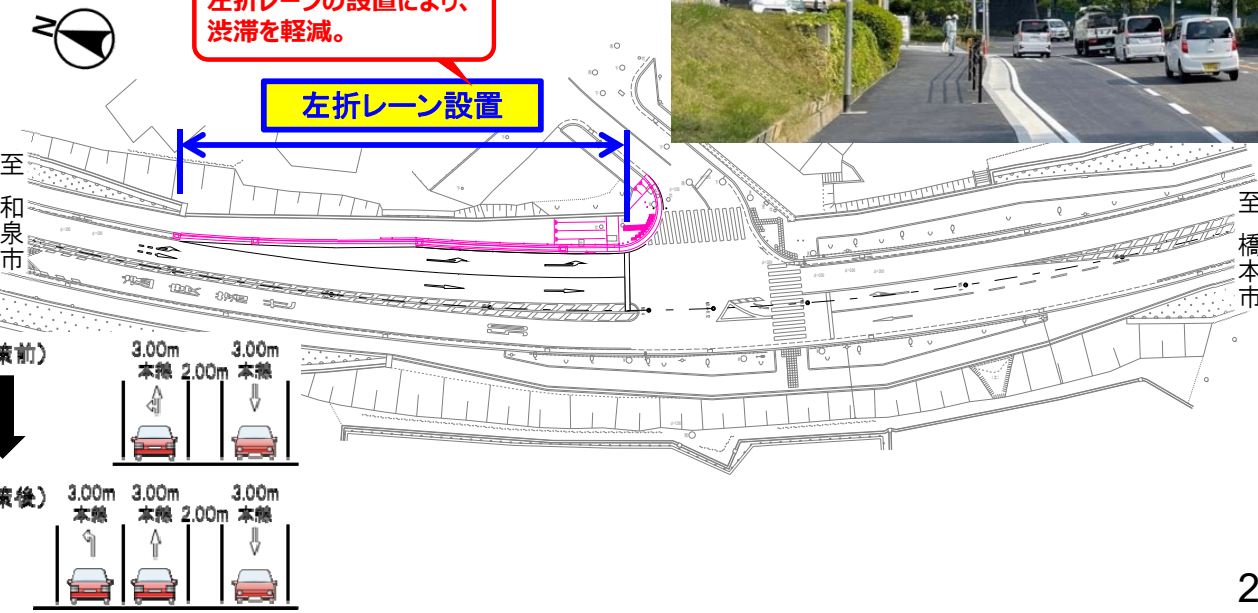 左折レーンの設置により、
渋滞を軽減。
左折レーン設置
至 和泉市
至 橋本市
策前）
3.00m 3.00m
本線 2.00m 本線
策後）
3.00m 3.00m 3.00m
本線 本線 2.00m 本線
2